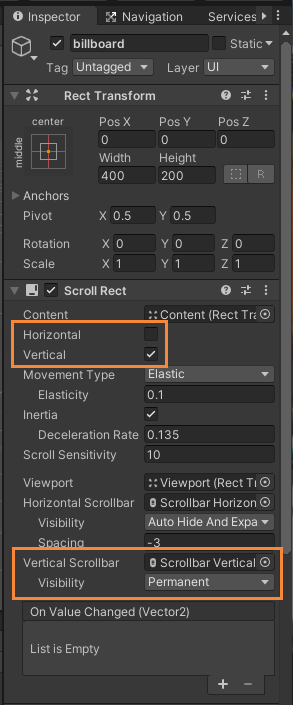 Inspector Navigation Services
billboard Static
Tag Untagged Layer UI
Rect Transform
center Pos X Pos Y Pos Z
middle 0 0 0
Width Height
400 200 R
Anchors
Pivot X 0.5 Y 0.5
Rotation X 0 Y 0 Z 0
Scale X 1 Y 1 Z 1
Scroll Rect
Content Content (Rect Tra
Horizontal
Vertical
Movement Type Elastic
Elasticity 0.1
Inertia
Deceleration Rate 0.135
Scroll Sensitivity 10
Viewport Viewport (Rect Tr
Horizontal Scrollbar Scrollbar Horizon
Visibility Auto Hide And Expa
Spacing -3
Vertical Scrollbar Scrollbar Vertical
Visibility Permanent
On Value Changed (Vector2)
List is Empty